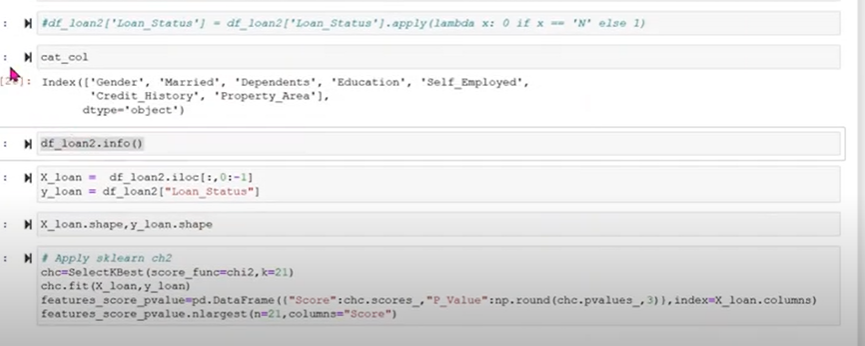 : #df_loan2['Loan_Status'] = df_loan2['Loan_Status'].apply(lambda x: 0 if x == 'N' else 1)
: cat_col
Index(['Gender', 'Married', 'Dependents', 'Education', 'Self_Employed',
'Credit_History', 'Property_Area'],
dtype='object')
: df_loan2.info()
: X_loan = df_loan2.iloc[:,0:-1]
y_loan = df_loan2["Loan_Status"]
: X_loan.shape,y_loan.shape
: # Apply sklearn ch2
chc=SelectKBest(score_func=chi2,k=21)
chc.fit(X_loan,y_loan)
features_score_pvalue=pd.DataFrame({"Score":chc.scores_,"P_Value":np.round(chc.pvalues_,3)},index=X_loan.columns)
features_score_pvalue.nlargest(n=21,columns="Score")